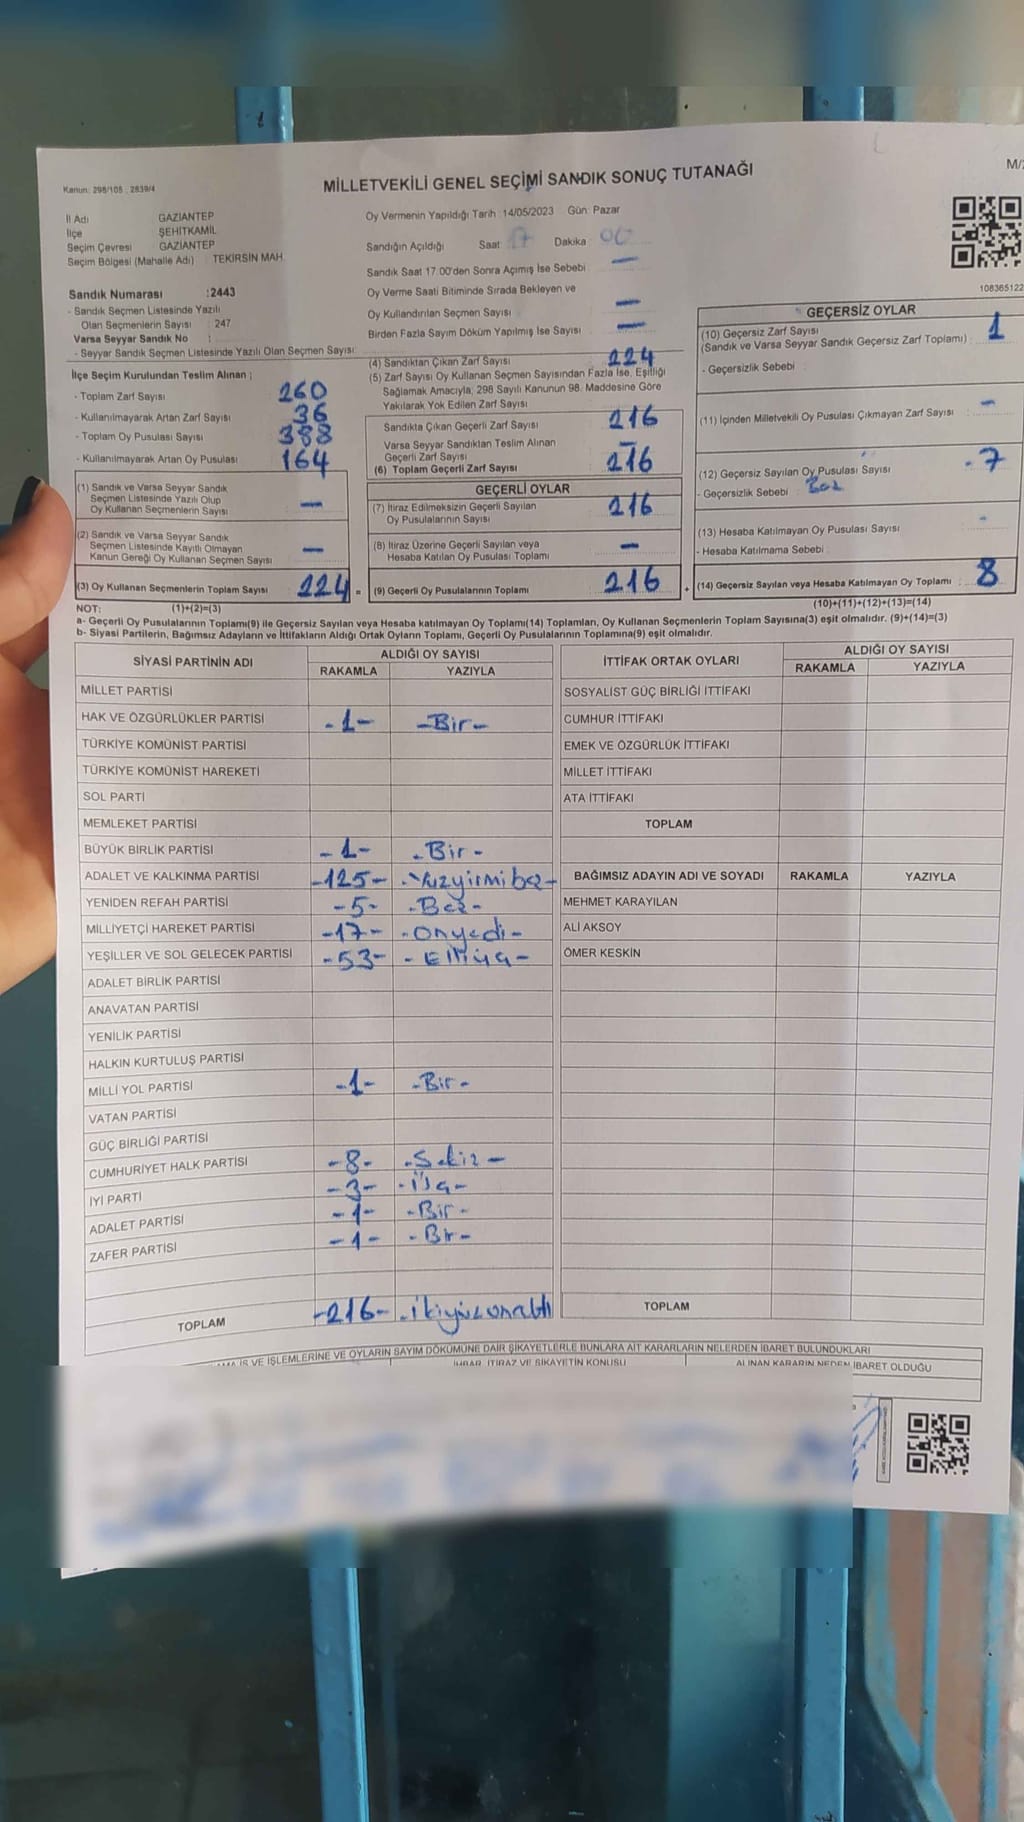 Kanun: 298/105 : 2839/4
MİLLETVEKİLİ GENEL SEÇİMİ SANDIK SONUÇ TUTANAĞI
İl Adı GAZİANTEP
İlçe ŞEHİTKAMİL
Seçim Çevresi GAZİANTEP
Seçim Bölgesi (Mahalle Adı) : TEKIRSIN MAH.
Sandık Numarası :2443
- Sandık Seçmen Listesinde Yazılı
Olan Seçmenlerin Sayısı : 247
Varsa Seyyar Sandık No :
- Seyyar Sandık Seçmen Listesinde Yazılı Olan Seçmen Sayısı:
Oy Vermenin Yapıldığı Tarih :14/05/2023 Gün: Pazar
Sandığın Açıldığı Saat 17 Dakika 00
Sandık Saat 17.00'den Sonra Açımış İse Sebebi —
Oy Verme Saati Bitiminde Sırada Bekleyen ve
Oy Kullandırılan Seçmen Sayısı —
Birden Fazla Sayım Döküm Yapılmış İse Sayısı —
108365122
İlçe Seçim Kurulundan Teslim Alınan ;
- Toplam Zarf Sayısı 260
- Kullanılmayarak Artan Zarf Sayısı 36
- Toplam Oy Pusulası Sayısı 388
- Kullanılmayarak Artan Oy Pusulası 164
(1) Sandık ve Varsa Seyyar Sandık
Seçmen Listesinde Yazılı Olup
Oy Kullanan Seçmenlerin Sayısı —
(2) Sandık ve Varsa Seyyar Sandık
Seçmen Listesinde Kayıtlı Olmayan
Kanun Gereği Oy Kullanan Seçmen Sayısı —
(3) Oy Kullanan Seçmenlerin Toplam Sayısı 224 =
(4) Sandıktan Çıkan Zarf Sayısı 224
(5) Zarf Sayısı Oy Kullanan Seçmen Sayısından Fazla İse, Eşitliği
Sağlamak Amacıyla; 298 Sayılı Kanunun 98. Maddesine Göre
Yakılarak Yok Edilen Zarf Sayısı
Sandıkta Çıkan Geçerli Zarf Sayısı 216
Varsa Seyyar Sandıktan Teslim Alınan
Geçerli Zarf Sayısı —
(6) Toplam Geçerli Zarf Sayısı 216
GEÇERLİ OYLAR
(7) İtiraz Edilmeksizin Geçerli Sayılan
Oy Pusulalarının Sayısı 216
(8) İtiraz Üzerine Geçerli Sayılan veya
Hesaba Katılan Oy Pusulası Toplamı —
(9) Geçerli Oy Pusulalarının Toplamı 216 +
GEÇERSİZ OYLAR
(10) Geçersiz Zarf Sayısı 1
(Sandık ve Varsa Seyyar Sandık Geçersiz Zarf Toplamı) :
- Geçersizlik Sebebi :
(11) İçinden Milletvekili Oy Pusulası Çıkmayan Zarf Sayısı —
(12) Geçersiz Sayılan Oy Pusulası Sayısı 7
- Geçersizlik Sebebi :
(13) Hesaba Katılmayan Oy Pusulası Sayısı -
- Hesaba Katılmama Sebebi :
(14) Geçersiz Sayılan veya Hesaba Katılmayan Oy Toplamı 8
NOT: (1)+(2)=(3) (10)+(11)+(12)+(13)=(14)
a- Geçerli Oy Pusulalarının Toplamı(9) ile Geçersiz Sayılan veya Hesaba katılmayan Oy Toplamı(14) Toplamları, Oy Kullanan Seçmenlerin Toplam Sayısına(3) eşit olmalıdır. (9)+(14)=(3)
b- Siyasi Partilerin, Bağımsız Adayların ve İttifakların Aldığı Ortak Oyların Toplamı, Geçerli Oy Pusulalarının Toplamına(9) eşit olmalıdır.
SİYASİ PARTİNİN ADI ALDIĞI OY SAYISI
RAKAMLA YAZIYLA
MİLLET PARTİSİ
HAK VE ÖZGÜRLÜKLER PARTİSİ -1- -Bir-
TÜRKİYE KOMÜNİST PARTİSİ
TÜRKİYE KOMÜNİST HAREKETİ
SOL PARTİ
MEMLEKET PARTİSİ
BÜYÜK BİRLİK PARTİSİ -1- -Bir-
ADALET VE KALKINMA PARTİSİ -125- -Yüzyirmibeş-
YENİDEN REFAH PARTİSİ -5- -Beş-
MİLLİYETÇİ HAREKET PARTİSİ -17- -Onyedi-
YEŞİLLER VE SOL GELECEK PARTİSİ -53- -Elliüç-
ADALET BİRLİK PARTİSİ
ANAVATAN PARTİSİ
YENİLİK PARTİSİ
HALKIN KURTULUŞ PARTİSİ
MİLLİ YOL PARTİSİ -1- -Bir-
VATAN PARTİSİ
GÜÇ BİRLİĞİ PARTİSİ
CUMHURİYET HALK PARTİSİ -8- -Sekiz-
İYİ PARTİ -3- -Üç-
ADALET PARTİSİ -1- -Bir-
ZAFER PARTİSİ -1- -Bir-
TOPLAM -216- -ikiyüzonaltı
İTTİFAK ORTAK OYLARI ALDIĞI OY SAYISI
RAKAMLA YAZIYLA
SOSYALİST GÜÇ BİRLİĞİ İTTİFAKI
CUMHUR İTTİFAKI
EMEK VE ÖZGÜRLÜK İTTİFAKI
MİLLET İTTİFAKI
ATA İTTİFAKI
TOPLAM
BAĞIMSIZ ADAYIN ADI VE SOYADI RAKAMLA YAZIYLA
MEHMET KARAYILAN
ALİ AKSOY
ÖMER KESKİN
TOPLAM
İŞ VE İŞLEMLERİNE VE OYLARIN SAYIM DÖKÜMÜNE DAİR ŞİKAYETLERLE BUNLARA AİT KARARLARIN NELERDEN İBARET BULUNDUKLARI
İHBAR, İTİRAZ VE ŞİKAYETİN KONUSU ALINAN KARARIN NEDEN İBARET OLDUĞU